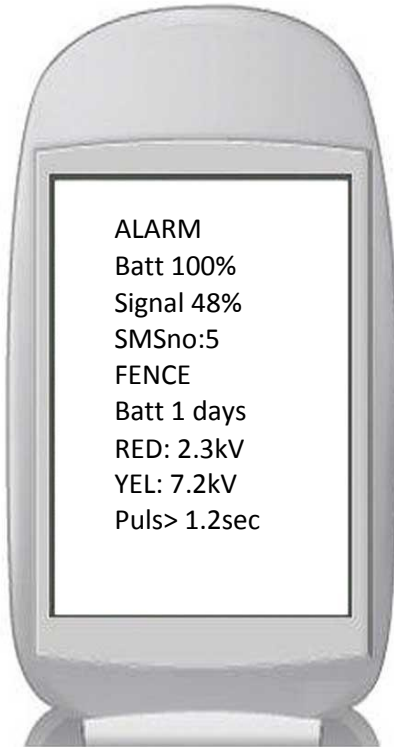 ALARM
Batt 100%
Signal 48%
SMSno:5
FENCE
Batt 1 days
RED: 2.3kV
YEL: 7.2kV
Puls> 1.2sec